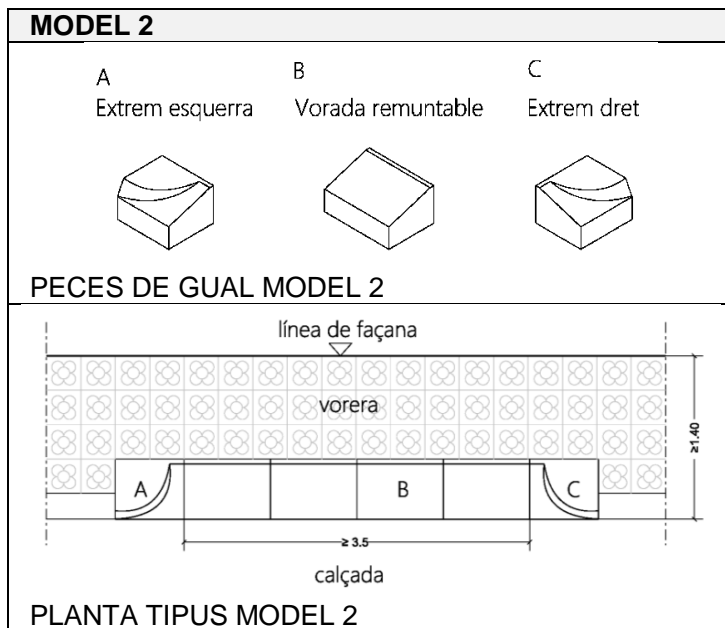 MODEL 2
A
Extrem esquerra
B
Vorada remuntable
C
Extrem dret
PECES DE GUAL MODEL 2
línea de façana
vorera
≥1.40
A
B
C
≥ 3.5
calçada
PLANTA TIPUS MODEL 2